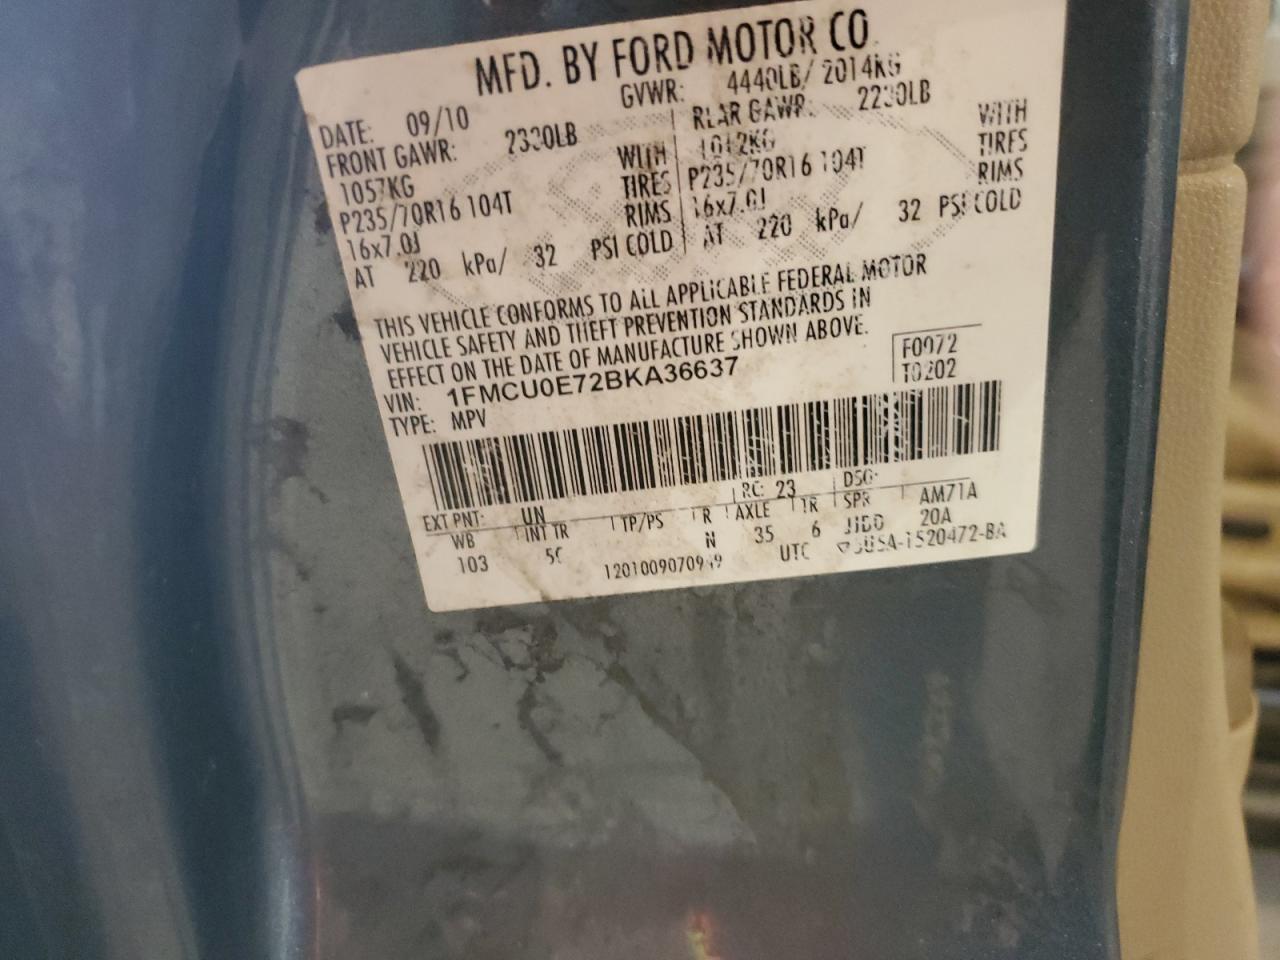 MFD. BY FORD MOTOR CO.
DATE: 09/10 GVWR: 4440LB/ 2014KG
FRONT GAWR: 2330LB REAR GAWR: 2230LB
1057KG WITH 1012KG WITH
P235/70R16 104T TIRES P235/70R16 104T TIRES
16x7.0J RIMS 16x7.0J RIMS
AT 220 kPa/ 32 PSI COLD AT 220 kPa/ 32 PSI COLD
THIS VEHICLE CONFORMS TO ALL APPLICABLE FEDERAL MOTOR
VEHICLE SAFETY AND THEFT PREVENTION STANDARDS IN
EFFECT ON THE DATE OF MANUFACTURE SHOWN ABOVE.
VIN: 1FMCU0E72BKA36637 F0072
TYPE: MPV T0202
EXT PNT: UN RC: 23 DSO:
WB INT TR TP/PS R AXLE TR SPR AM71A
103 N 35 6 20A
UTC